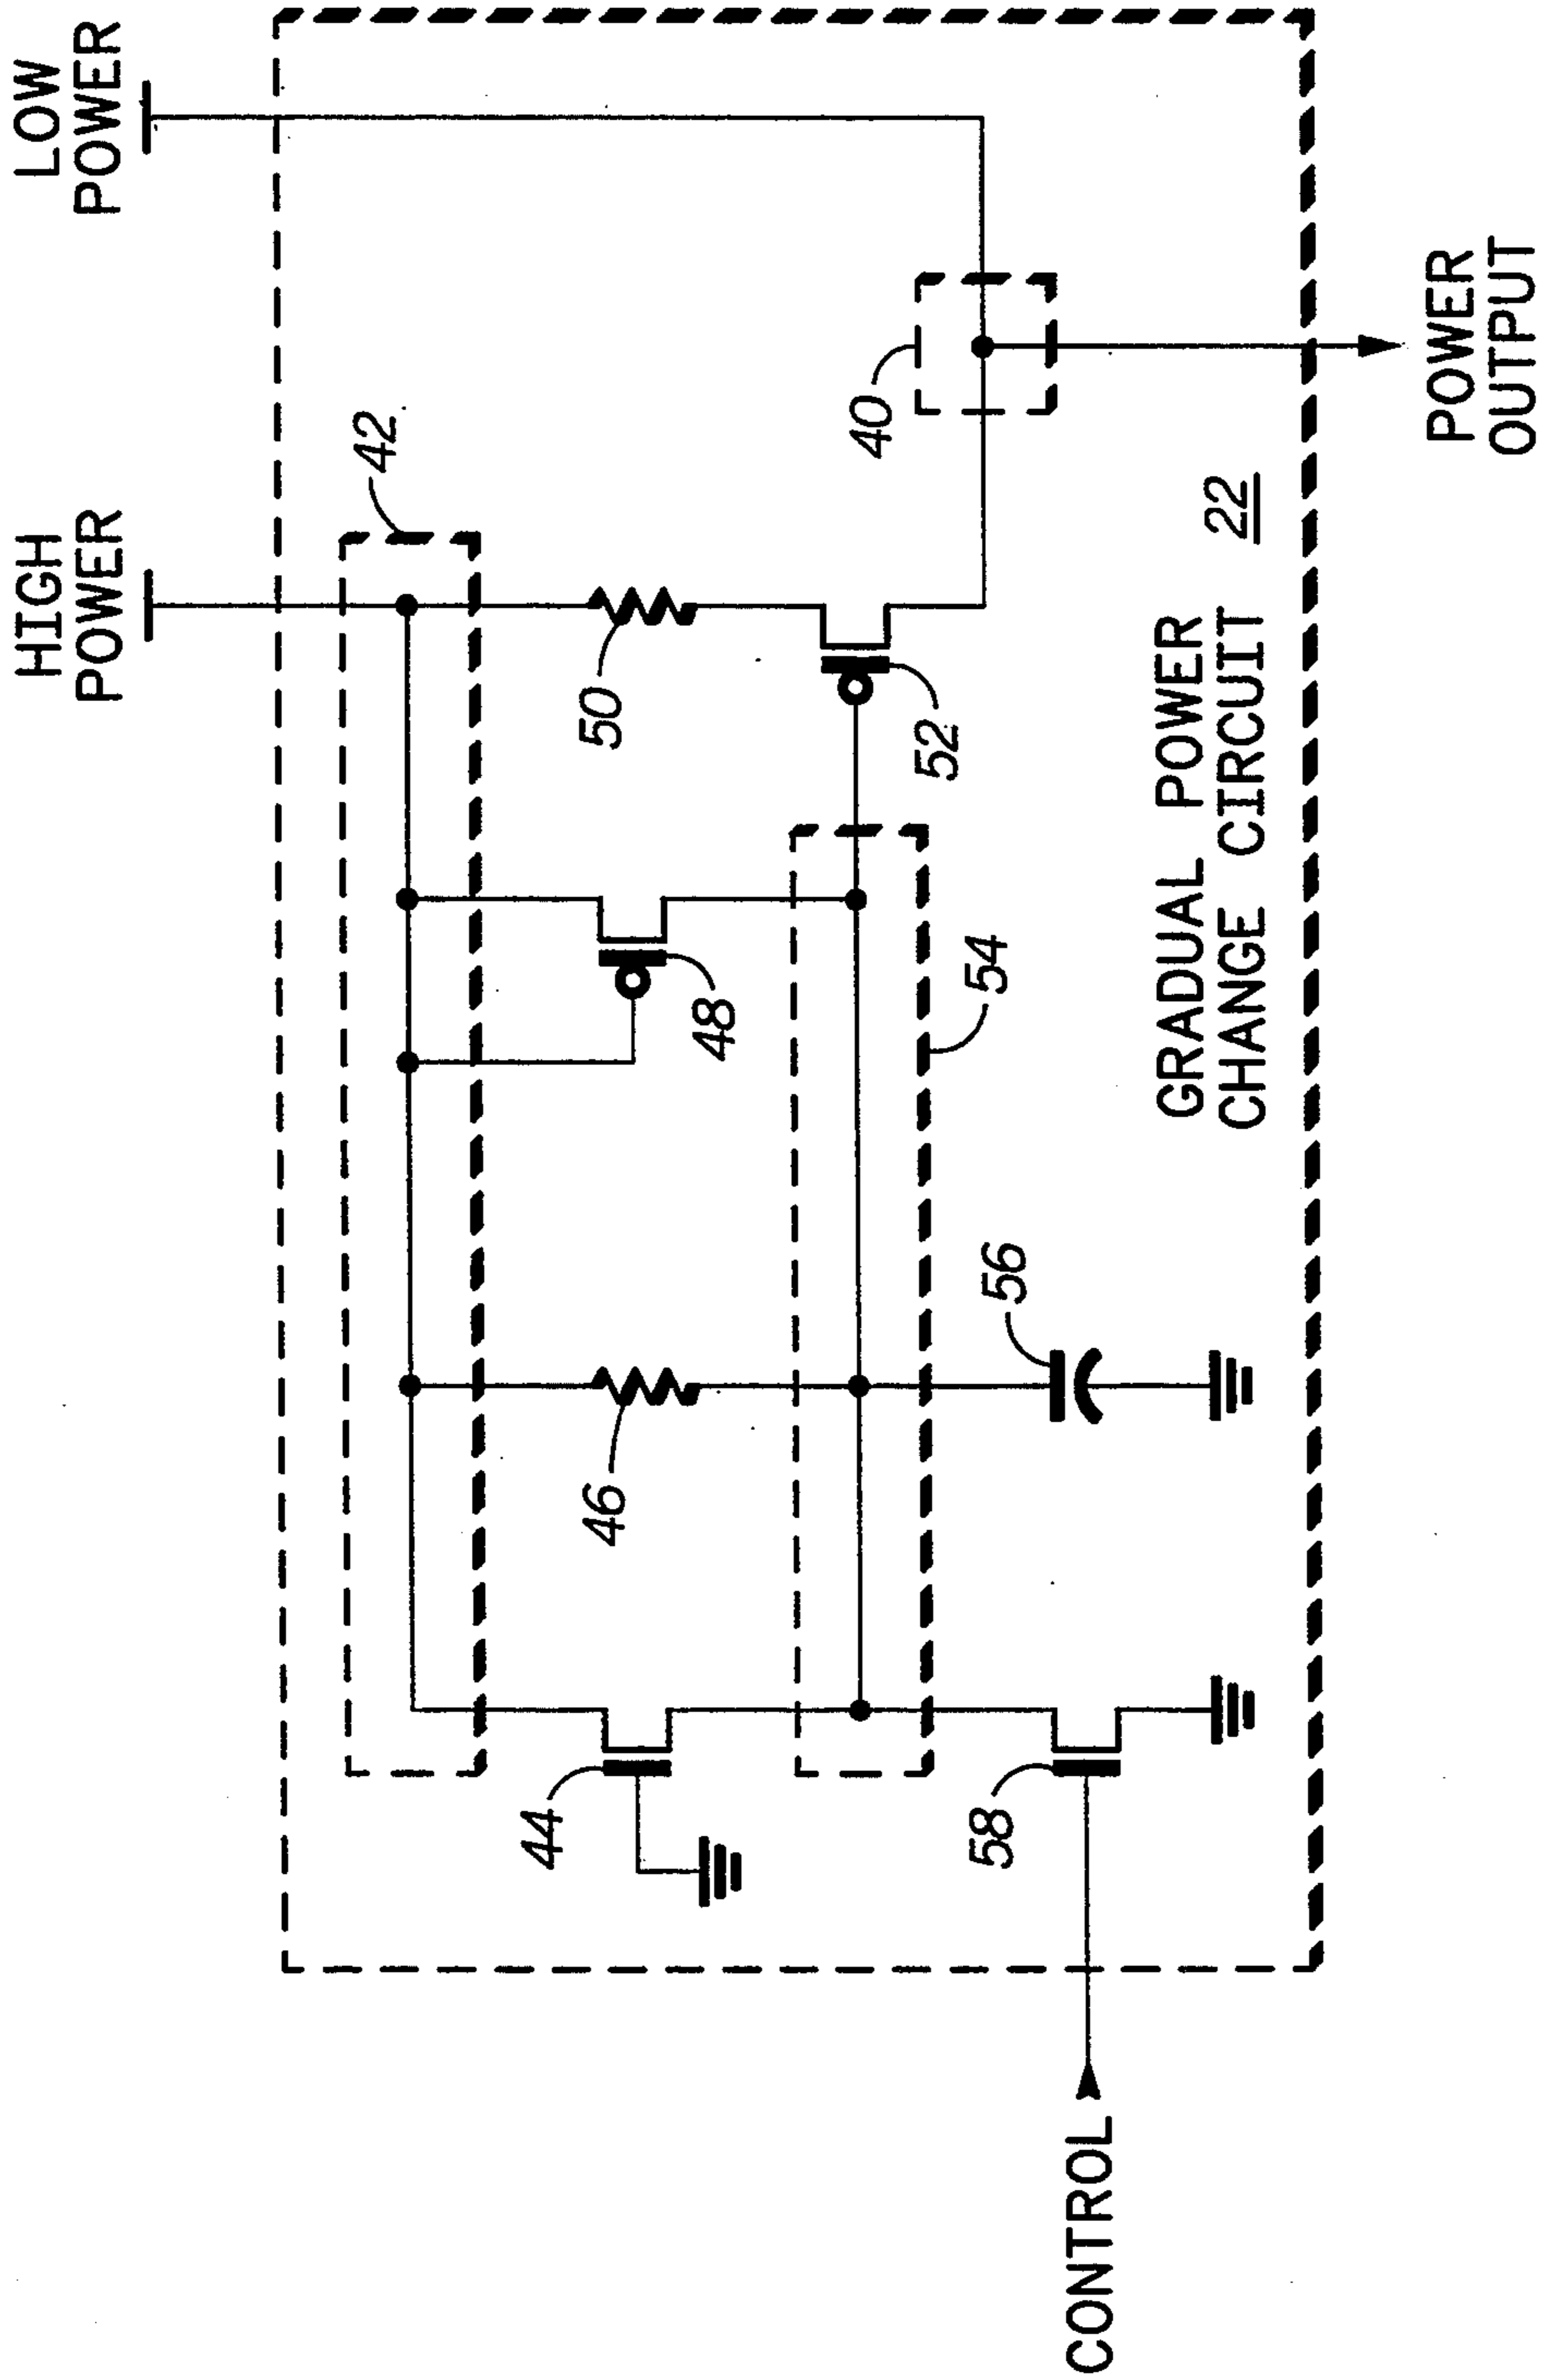 HIGH
POWER
LOW
POWER
42
50
52
40
48
54
46
56
44
58
CONTROL
GRADUAL POWER
CHANGE CIRCUIT 22
POWER
OUTPUT